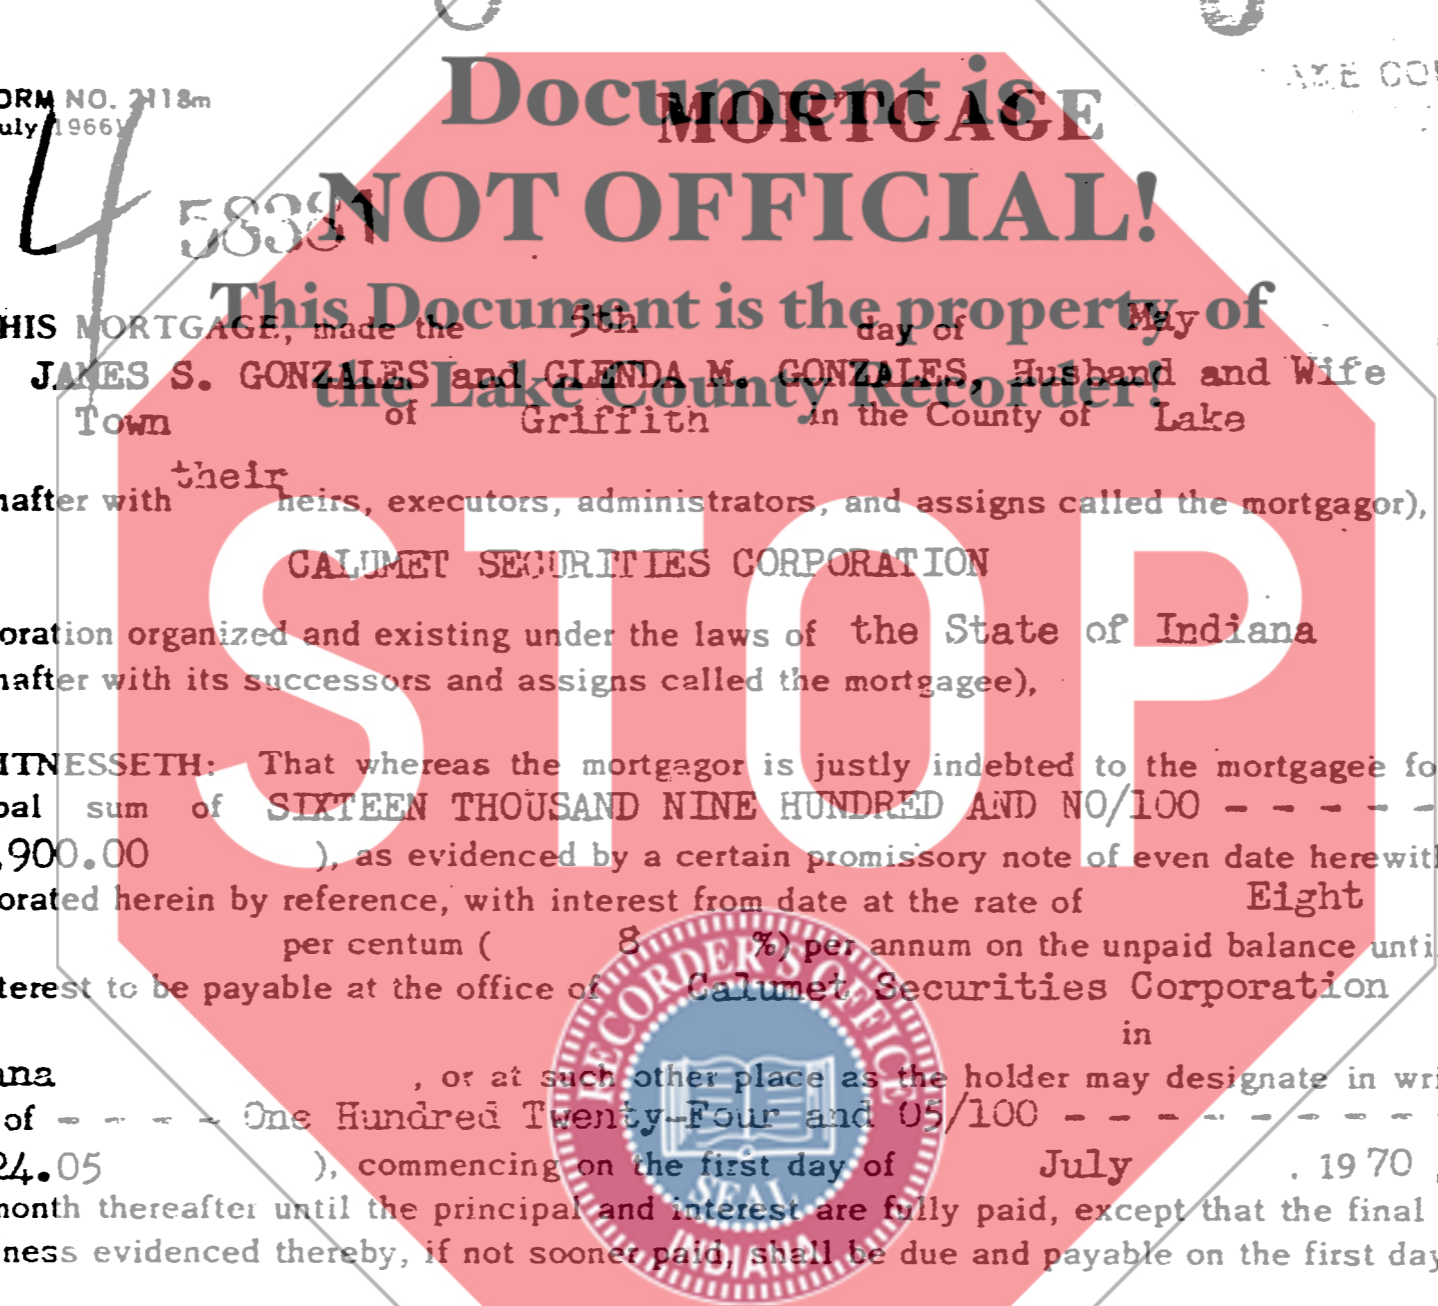 Document is
NOT OFFICIAL!
This Document is the property of
the Lake County Recorder!
STOP
AKE COU
ORM NO. 2118m
uly 1966)
MORTGAGE
4
HIS MORTGAGE, made the 5th day of May
JAMES S. GONZALES and GLENDA M. GONZALES, Husband and Wife
Town of Griffith in the County of Lake
their
nafter with heirs, executors, administrators, and assigns called the mortgagor),
CALUMET SECURITIES CORPORATION
oration organized and existing under the laws of the State of Indiana
nafter with its successors and assigns called the mortgagee),
ITNESSETH: That whereas the mortgagor is justly indebted to the mortgagee fo
pal sum of SIXTEEN THOUSAND NINE HUNDRED AND NO/100 - - - - -
,900.00 ), as evidenced by a certain promissory note of even date herewith
orated herein by reference, with interest from date at the rate of Eight
per centum ( 8 %) per annum on the unpaid balance unti
terest to be payable at the office of Calumet Securities Corporation
in
ana , or at such other place as the holder may designate in wri
of - - - - One Hundred Twenty-Four and 05/100 - - - - - - - - -
24.05 ), commencing on the first day of July , 1970 ,
month thereafter until the principal and interest are fully paid, except that the final
ness evidenced thereby, if not sooner paid, shall be due and payable on the first day
RECORDER'S OFFICE
SEAL
INDIANA